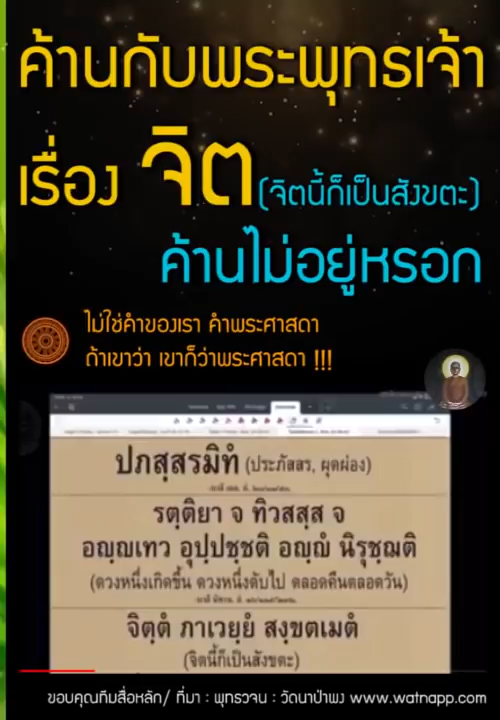 ค้านกับพระพุทธเจ้า
เรื่อง จิต (จิตนี้ก็เป็นสังขตะ)
ค้านไม่อยู่หรอก
ไม่ใช่คำของเรา คำพระศาสดา
ถ้าเขาว่า เขาก็ว่าพระศาสดา !!!
ปภสฺสรมิทํ (ประภัสสร, ผุดผ่อง)
รตฺติยา จ ทิวสสฺส จ
อญฺญเทว อุปฺปชฺชติ อญฺญํ นิรุชฺฌติ
(ดวงหนึ่งเกิดขึ้น ดวงหนึ่งดับไป ตลอดคืนตลอดวัน)
จิตฺตํ ภาเวยฺยํ สงฺขตเมตํ
(จิตนี้ก็เป็นสังขตะ)
ขอบคุณทีมสื่อหลัก/ ที่มา : พุทธวจน : วัดนาป่าพง www.watnapp.com